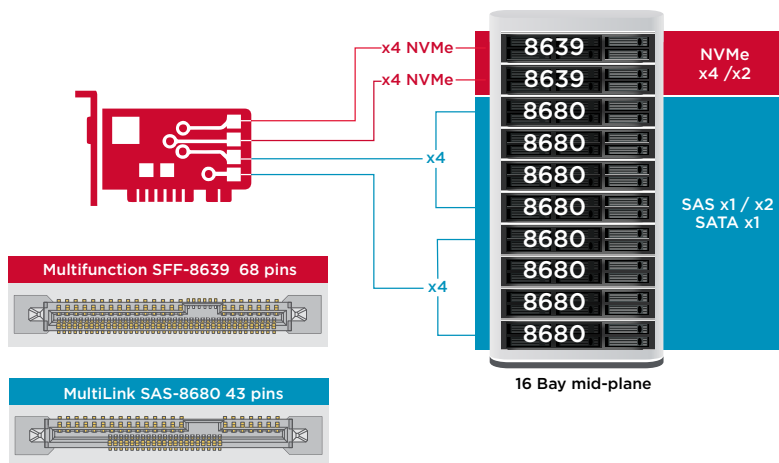 x4 NVMe
x4 NVMe
x4
x4
8639
8639
8680
8680
8680
8680
8680
8680
8680
8680
NVMe
x4 /x2
SAS x1 / x2
SATA x1
16 Bay mid-plane
Multifunction SFF-8639  68 pins
MultiLink SAS-8680 43 pins